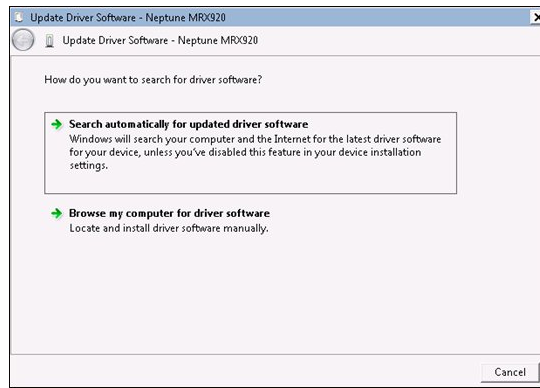 Update Driver Software - Neptune MRX920
Update Driver Software - Neptune MRX920
How do you want to search for driver software?
Search automatically for updated driver software
Windows will search your computer and the Internet for the latest driver software
for your device, unless you've disabled this feature in your device installation
settings.
Browse my computer for driver software
Locate and install driver software manually.
Cancel